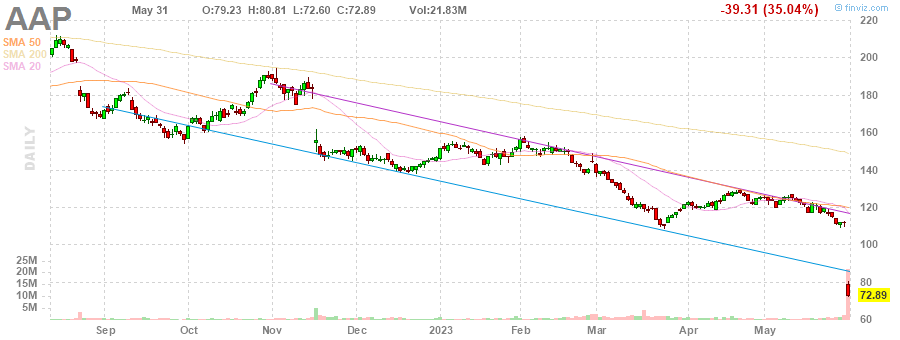 AAP May 31 O:79.23 H:80.81 L:72.60 C:72.89 Vol:21.83M -39.31 (35.04%) © finviz.com
SMA 50
SMA 200
SMA 20
DAILY
220
200
180
160
140
120
100
80
72.89
60
25M
20M
15M
10M
5M
Sep Oct Nov Dec 2023 Feb Mar Apr May